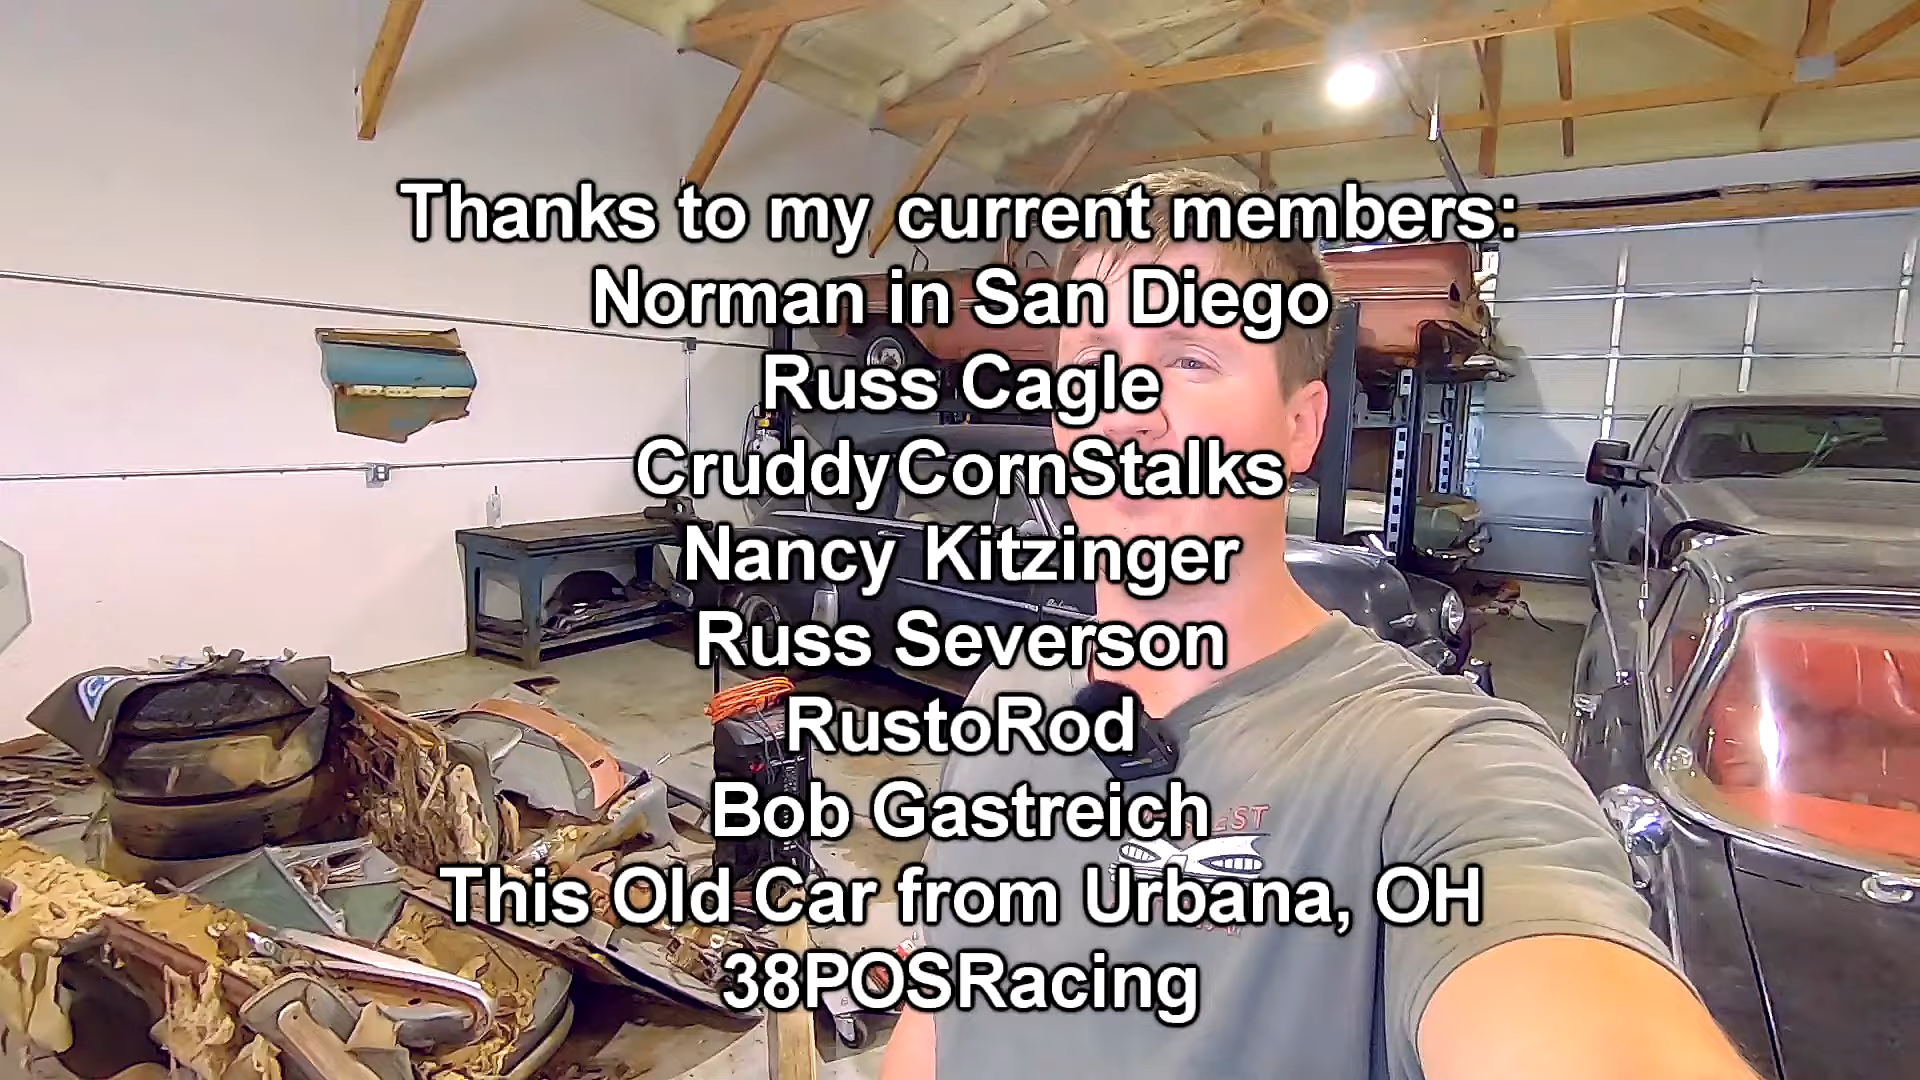 Thanks to my current members:
Norman in San Diego
Russ Cagle
CruddyCornStalks
Nancy Kitzinger
Russ Severson
RustoRod
Bob Gastreich
This Old Car from Urbana, OH
38POSRacing